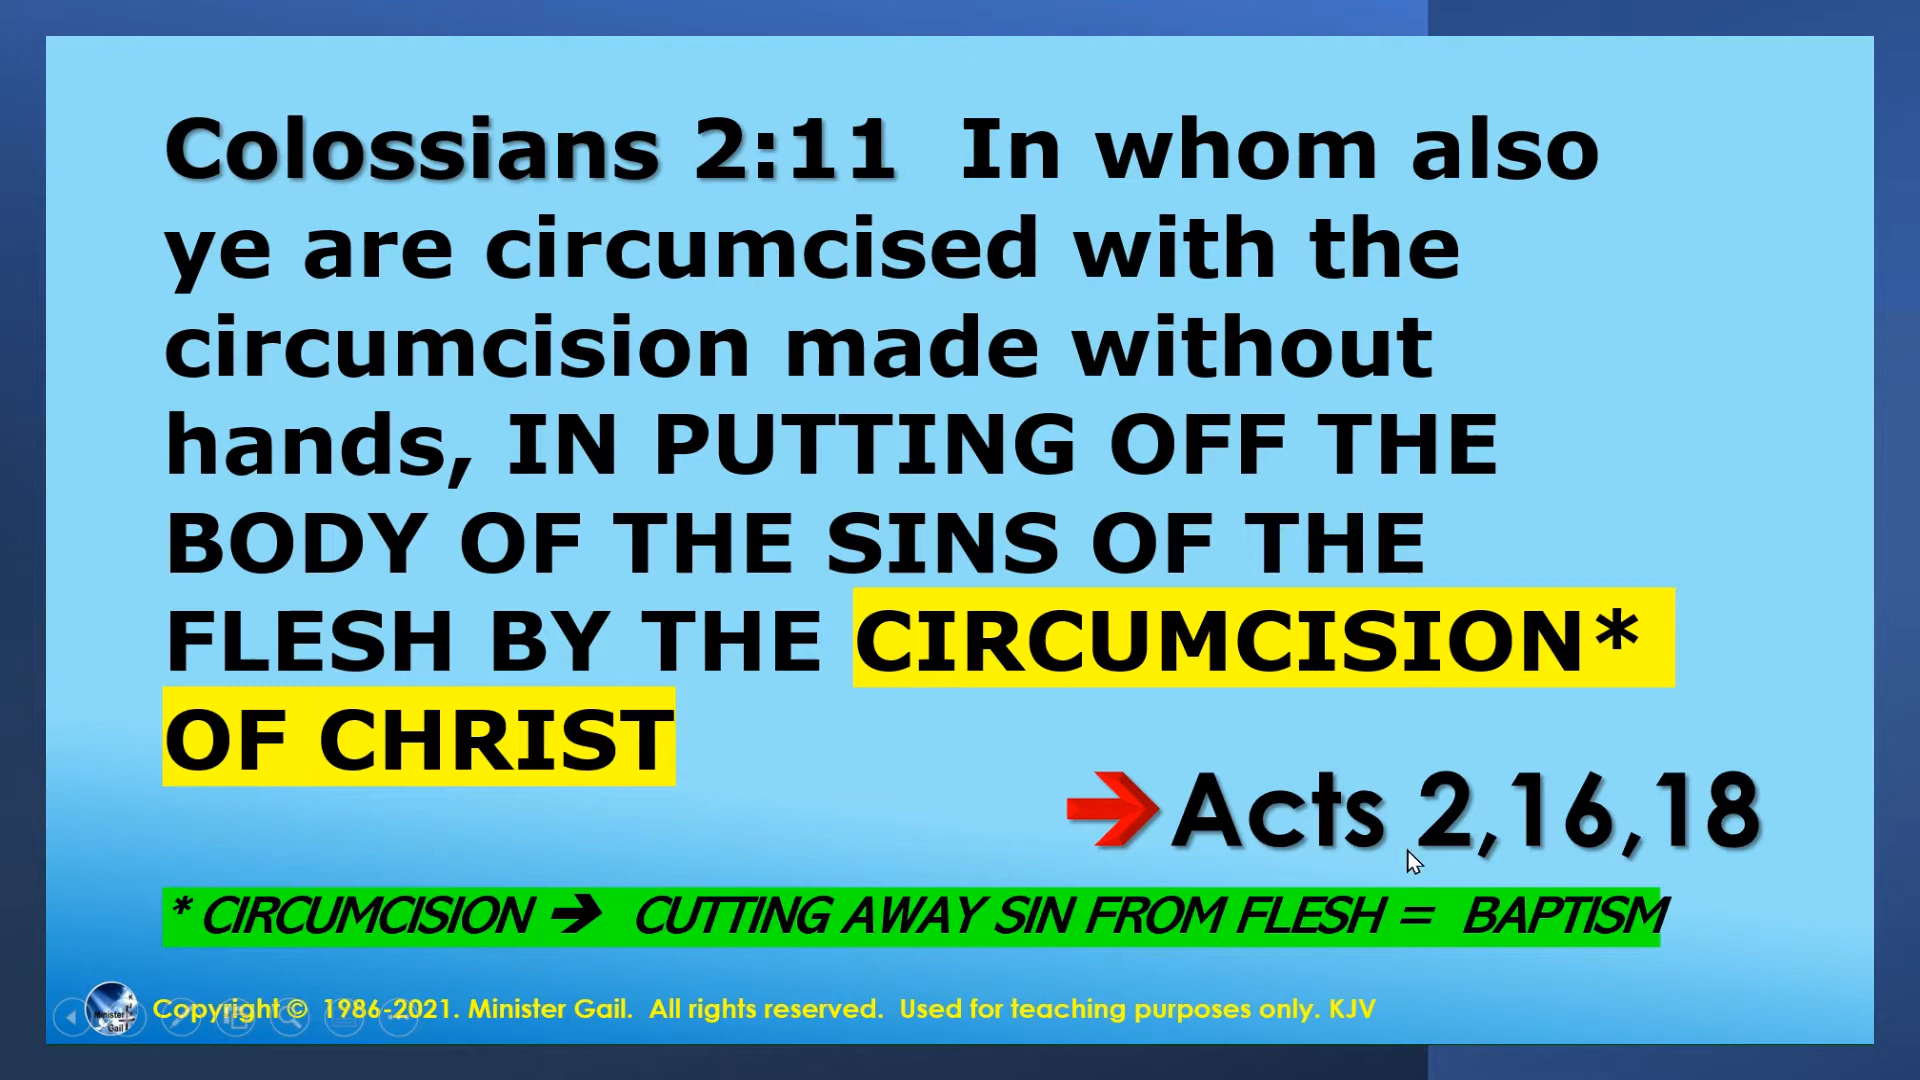 Colossians 2:11 In whom also
ye are circumcised with the
circumcision made without
hands, IN PUTTING OFF THE
BODY OF THE SINS OF THE
FLESH BY THE CIRCUMCISION*
OF CHRIST
➔Acts 2,16,18
* CIRCUMCISION ➔ CUTTING AWAY SIN FROM FLESH = BAPTISM
Minister
Gail
Copyright © 1986-2021. Minister Gail. All rights reserved. Used for teaching purposes only. KJV